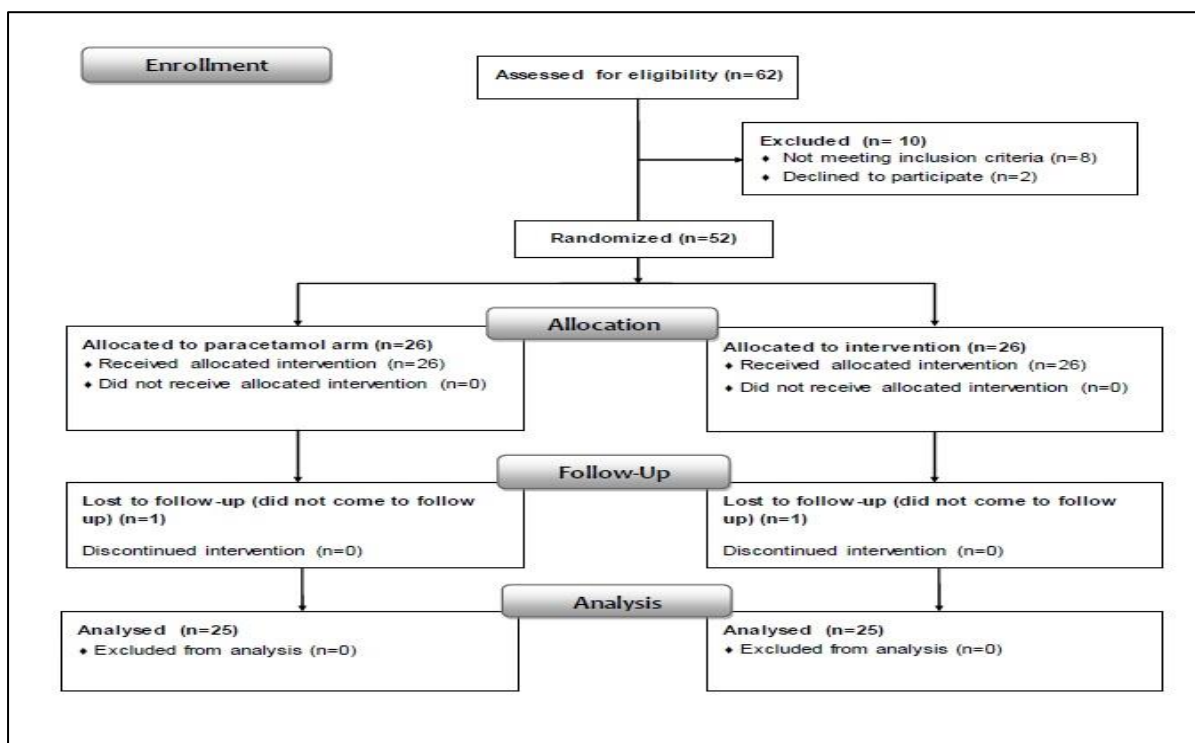 Enrollment
Assessed for eligibility (n=62)
Excluded (n= 10)
♦ Not meeting inclusion criteria (n=8)
♦ Declined to participate (n=2)
Randomized (n=52)
Allocation
Allocated to paracetamol arm (n=26)
♦ Received allocated intervention (n=26)
♦ Did not receive allocated intervention (n=0)
Allocated to intervention (n=26)
♦ Received allocated intervention (n=26)
♦ Did not receive allocated intervention (n=0)
Follow-Up
Lost to follow-up (did not come to follow
up) (n=1)
Discontinued intervention (n=0)
Lost to follow-up (did not come to follow
up) (n=1)
Discontinued intervention (n=0)
Analysis
Analysed (n=25)
♦ Excluded from analysis (n=0)
Analysed (n=25)
♦ Excluded from analysis (n=0)